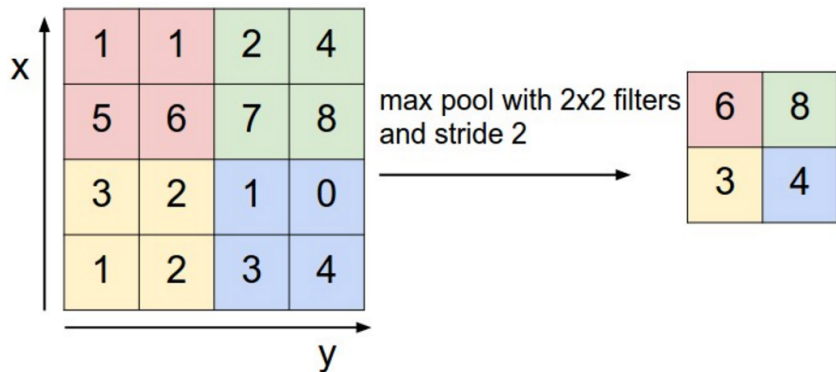 x
1 1 2 4
5 6 7 8
3 2 1 0
1 2 3 4
y
max pool with 2x2 filters
and stride 2
6 8
3 4